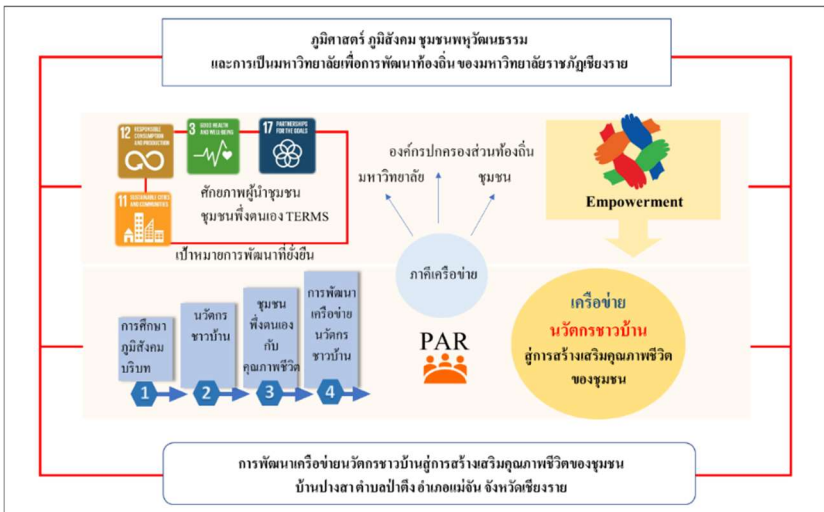 ภูมิศาสตร์ ภูมิสังคม ชุมชนพหุวัฒนธรรม
และการเป็นมหาวิทยาลัยเพื่อการพัฒนาท้องถิ่น ของมหาวิทยาลัยราชภัฏเชียงราย
12 RESPONSIBLE
CONSUMPTION
AND PRODUCTION
3 GOOD HEALTH
AND WELL-BEING
17 PARTNERSHIPS
FOR THE GOALS
11 SUSTAINABLE CITIES
AND COMMUNITIES
ศักยภาพผู้นำชุมชน
ชุมชนพึ่งตนเอง TERMS
เป้าหมายการพัฒนาที่ยั่งยืน
องค์กรปกครองส่วนท้องถิ่น
มหาวิทยาลัย
ชุมชน
ภาคีเครือข่าย
PAR
Empowerment
เครือข่าย
นวัตกรชาวบ้าน
สู่การสร้างเสริมคุณภาพชีวิต
ของชุมชน
การศึกษา
ภูมิสังคม
บริบท
1
นวัตกร
ชาวบ้าน
2
ชุมชน
พึ่งตนเอง
กับ
คุณภาพชีวิต
3
การพัฒนา
เครือข่าย
นวัตกร
ชาวบ้าน
4
การพัฒนาเครือข่ายนวัตกรชาวบ้านสู่การสร้างเสริมคุณภาพชีวิตของชุมชน
บ้านปางสา ตำบลป่าตึง อำเภอแม่จัน จังหวัดเชียงราย